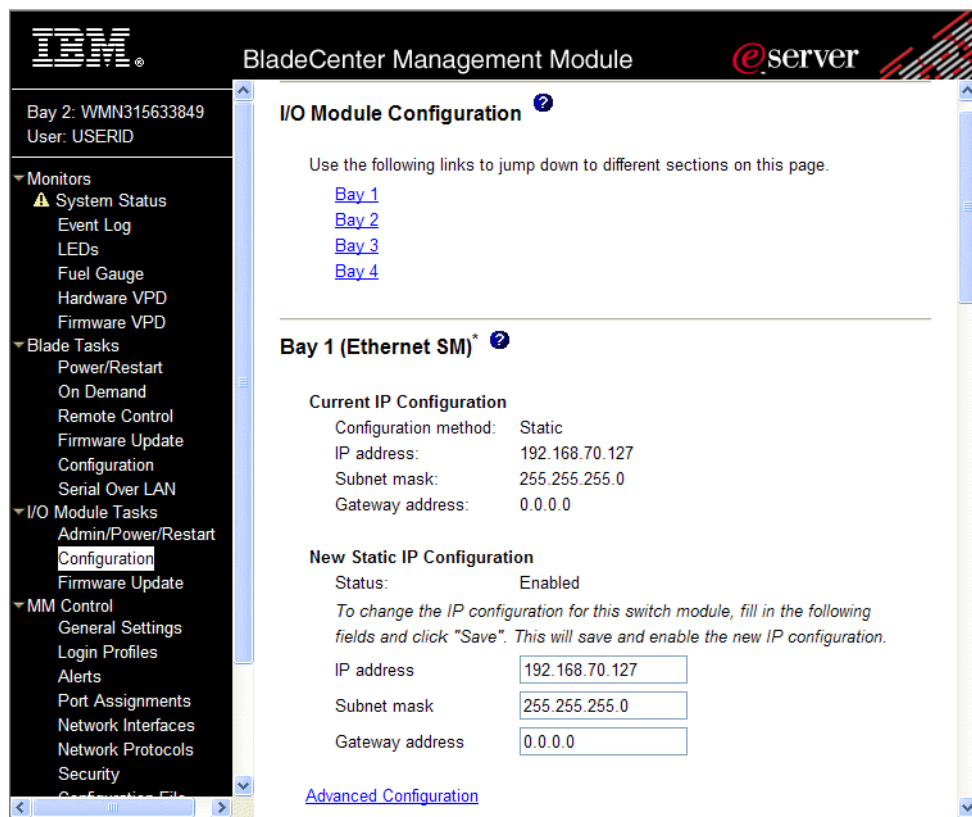 IBM®
BladeCenter Management Module
eserver
Bay 2: WMN315633849
User: USERID
Monitors
System Status
Event Log
LEDs
Fuel Gauge
Hardware VPD
Firmware VPD
Blade Tasks
Power/Restart
On Demand
Remote Control
Firmware Update
Configuration
Serial Over LAN
I/O Module Tasks
Admin/Power/Restart
Configuration
Firmware Update
MM Control
General Settings
Login Profiles
Alerts
Port Assignments
Network Interfaces
Network Protocols
Security
Configuration File
I/O Module Configuration ?
Use the following links to jump down to different sections on this page.
Bay 1
Bay 2
Bay 3
Bay 4
Bay 1 (Ethernet SM)* ?
Current IP Configuration
Configuration method: Static
IP address: 192.168.70.127
Subnet mask: 255.255.255.0
Gateway address: 0.0.0.0
New Static IP Configuration
Status: Enabled
To change the IP configuration for this switch module, fill in the following
fields and click "Save". This will save and enable the new IP configuration.
IP address 192.168.70.127
Subnet mask 255.255.255.0
Gateway address 0.0.0.0
Advanced Configuration